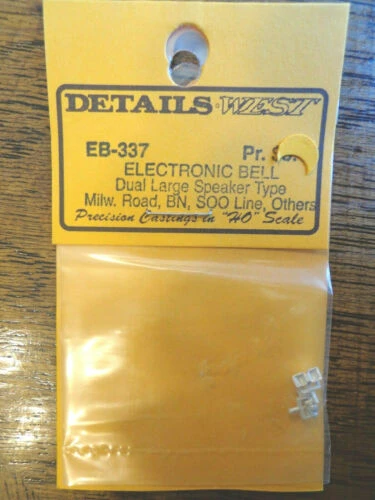 DETAILS WEST
EB-337 Pr.
ELECTRONIC BELL
Dual Large Speaker Type
Milw. Road, BN, SOO Line, Others
Precision Castings in "HO" Scale